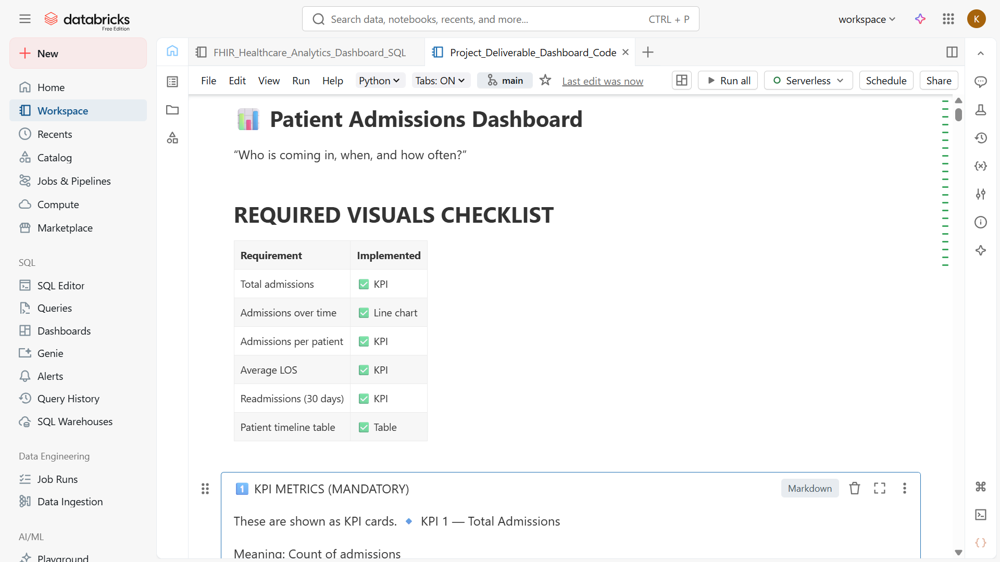 databricks
Free Edition
Search data, notebooks, recents, and more...
CTRL + P
workspace
K
New
Home
Workspace
Recents
Catalog
Jobs & Pipelines
Compute
Marketplace
SQL
SQL Editor
Queries
Dashboards
Genie
Alerts
Query History
SQL Warehouses
Data Engineering
Job Runs
Data Ingestion
AI/ML
Playground
FHIR_Healthcare_Analytics_Dashboard_SQL
Project_Deliverable_Dashboard_Code
File Edit View Run Help Python Tabs: ON main Last edit was now Run all Serverless Schedule Share
📊 Patient Admissions Dashboard
“Who is coming in, when, and how often?”
REQUIRED VISUALS CHECKLIST
Requirement Implemented
Total admissions ✅ KPI
Admissions over time ✅ Line chart
Admissions per patient ✅ KPI
Average LOS ✅ KPI
Readmissions (30 days) ✅ KPI
Patient timeline table ✅ Table
1️⃣ KPI METRICS (MANDATORY)
Markdown
These are shown as KPI cards. 🔹 KPI 1 — Total Admissions
Meaning: Count of admissions